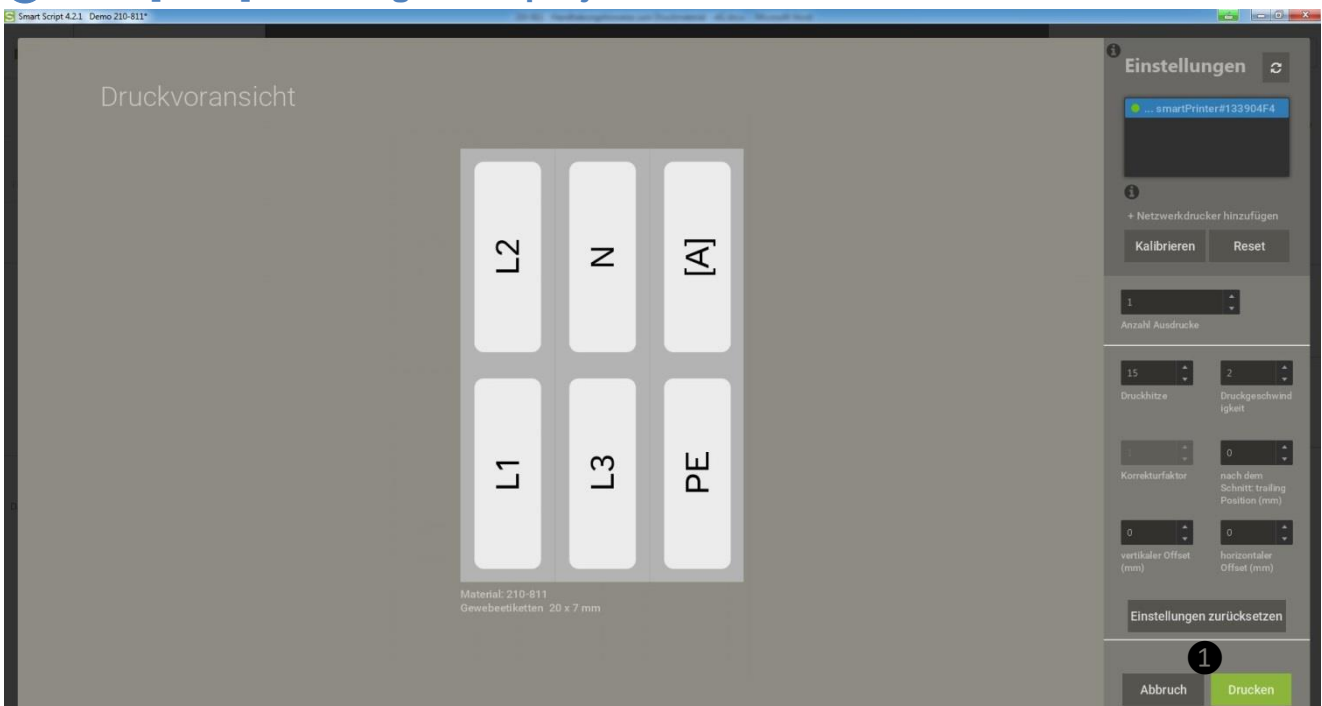 Smart Script 4.2.1 Demo 210-811*
Druckvoransicht
L2
N
[A]
L1
L3
PE
Material: 210-811
Gewebeetiketten 20 x 7 mm
Einstellungen
... smartPrinter#133904F4
+ Netzwerkdrucker hinzufügen
Kalibrieren Reset
1
Anzahl Ausdrucke
15 2
Druckhitze Druckgeschwind
igkeit
0
Korrekturfaktor nach dem
Schnitt: trailing
Position (mm)
0 0
vertikaler Offset horizontaler
(mm) Offset (mm)
Einstellungen zurücksetzen
1
Abbruch Drucken